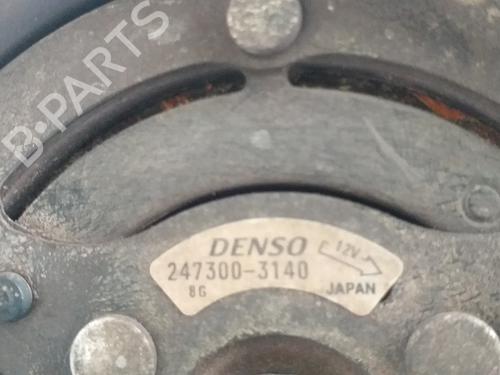 B-PARTS
DENSO
F 12V
247300-3140
8G JAPAN